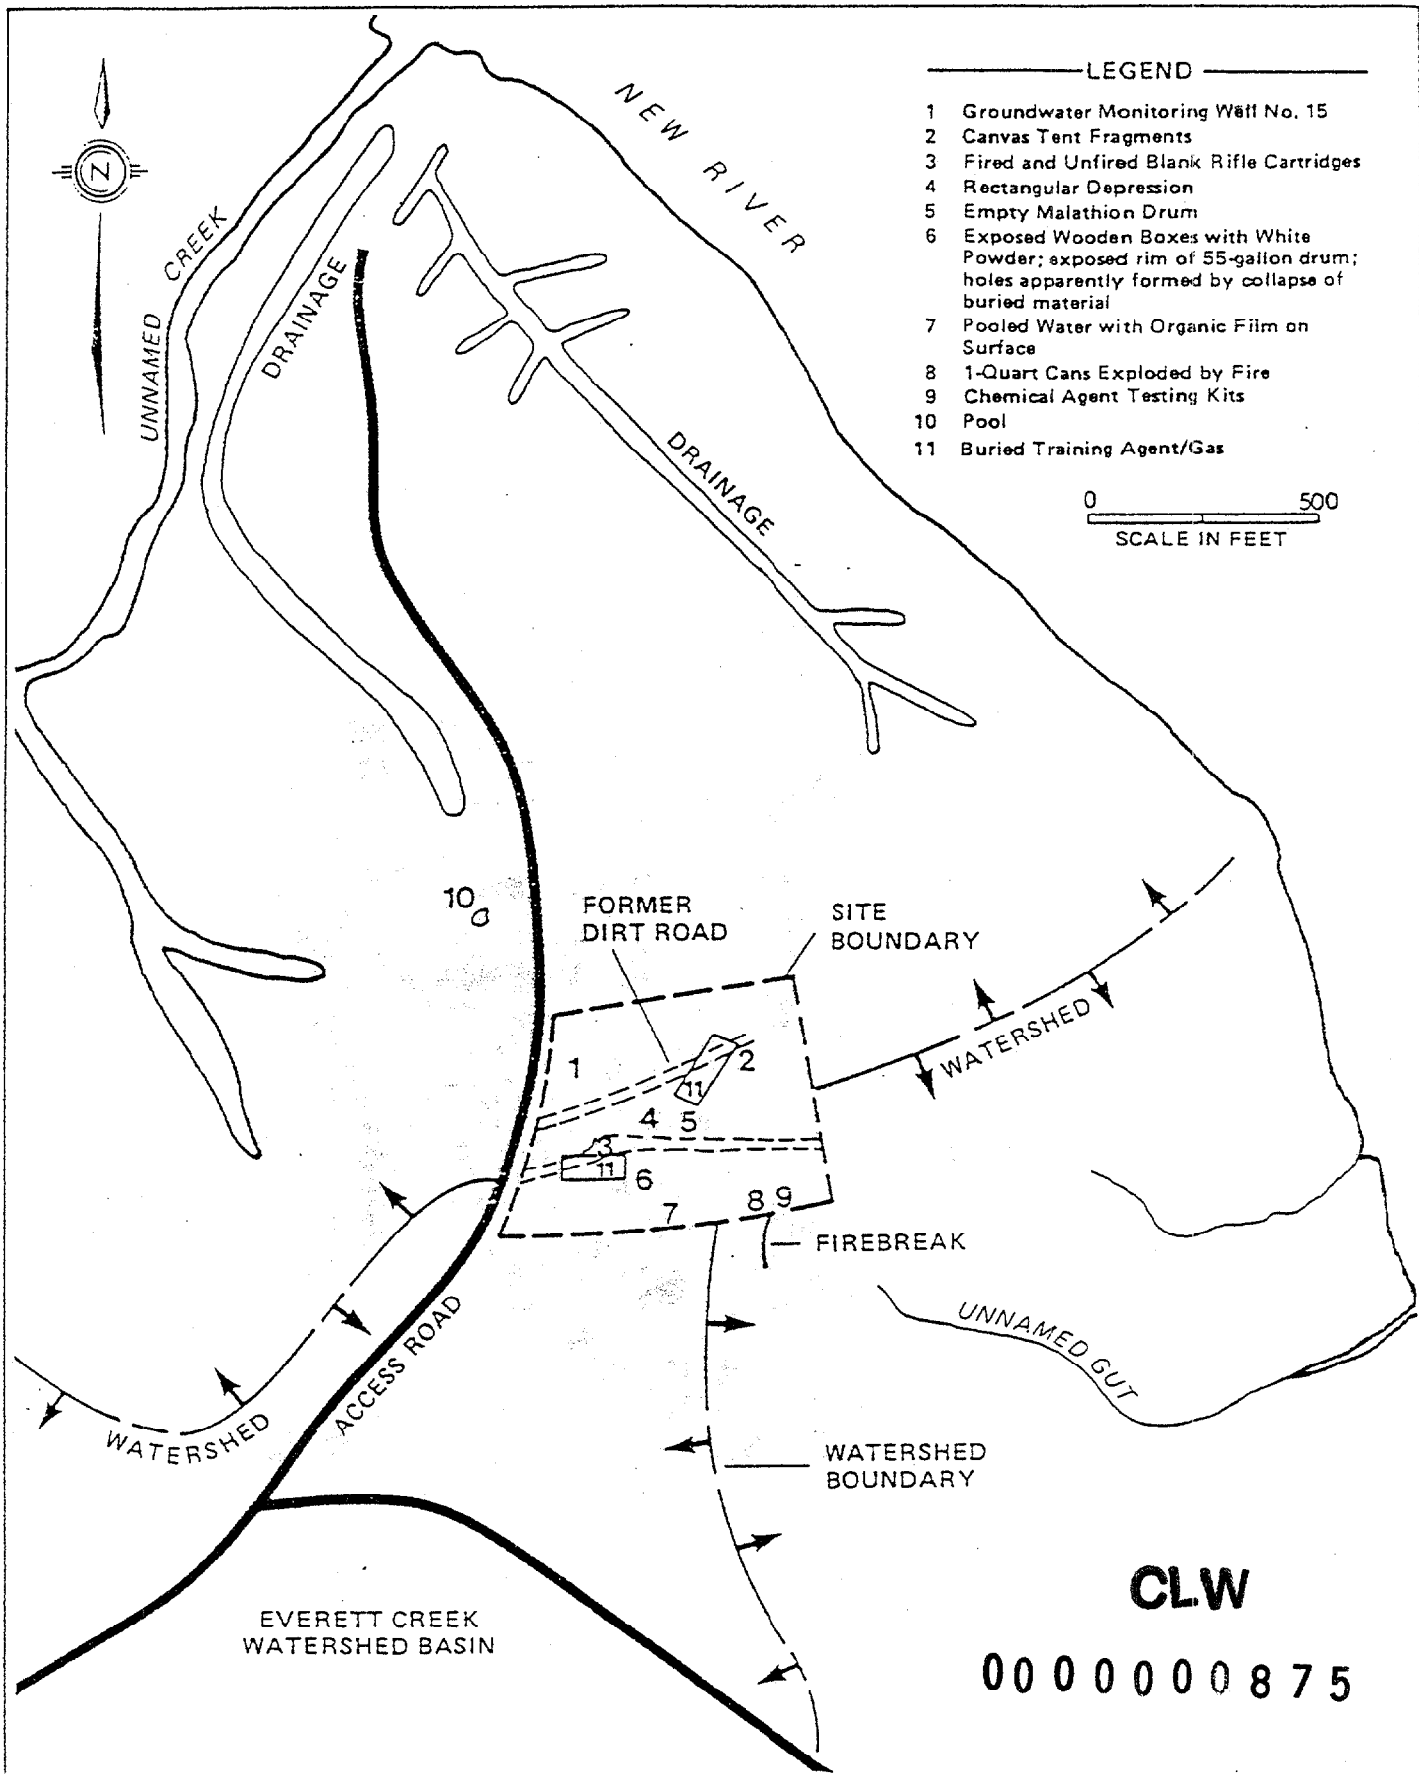 LEGEND
1 Groundwater Monitoring Well No. 15
2 Canvas Tent Fragments
3 Fired and Unfired Blank Rifle Cartridges
4 Rectangular Depression
5 Empty Malathion Drum
6 Exposed Wooden Boxes with White
Powder; exposed rim of 55-gallon drum;
holes apparently formed by collapse of
buried material
7 Pooled Water with Organic Film on
Surface
8 1-Quart Cans Exploded by Fire
9 Chemical Agent Testing Kits
10 Pool
11 Buried Training Agent/Gas
0 500
SCALE IN FEET
N
NEW RIVER
UNNAMED CREEK
DRAINAGE
DRAINAGE
10
FORMER
DIRT ROAD
SITE
BOUNDARY
WATERSHED
1
2
11
4
5
3
11
6
7
8 9
FIREBREAK
UNNAMED GUT
ACCESS ROAD
WATERSHED
WATERSHED
BOUNDARY
EVERETT CREEK
WATERSHED BASIN
CLW
0000000875